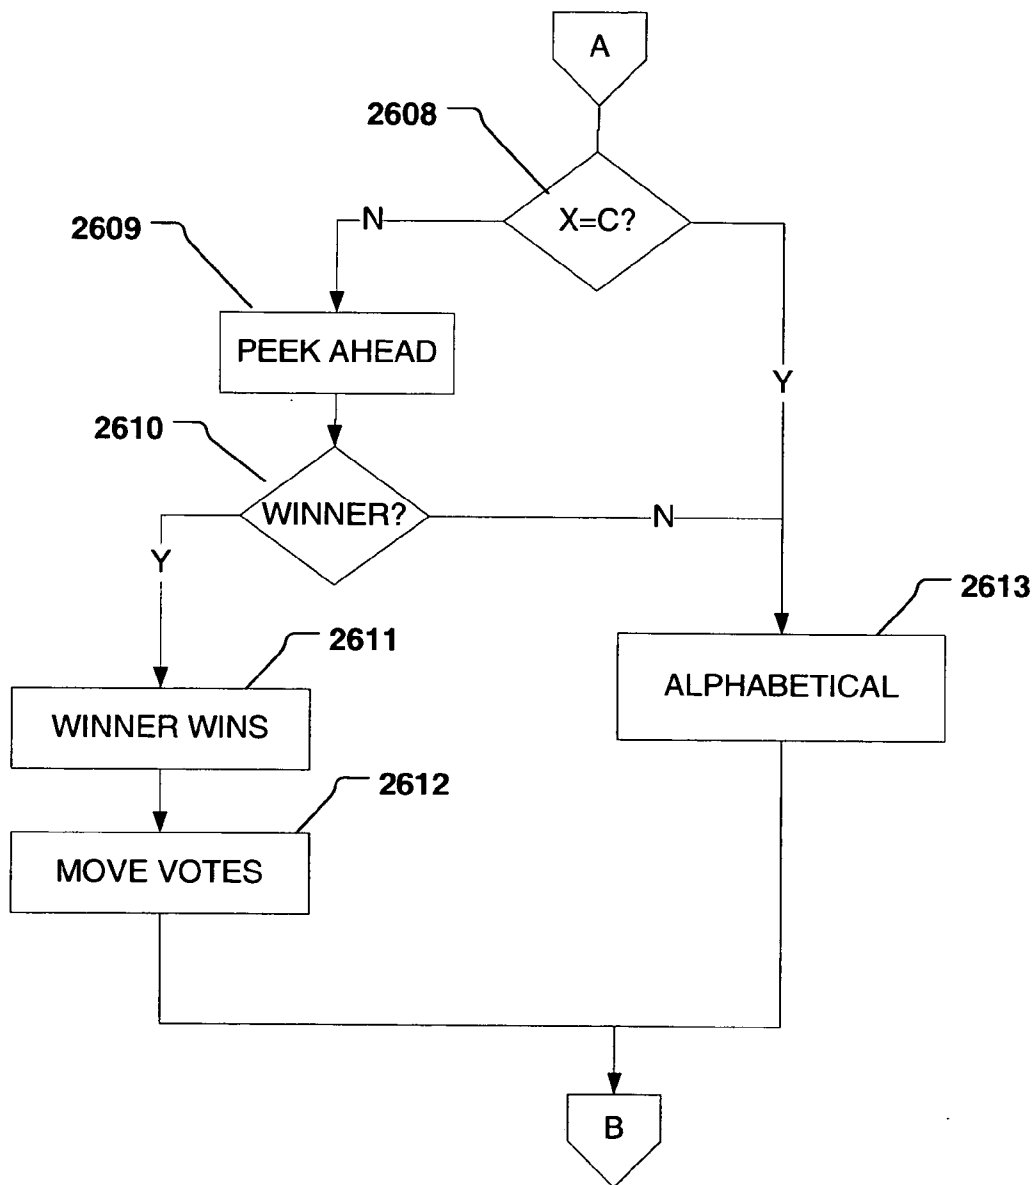 A
2608
X=C?
N
2609
PEEK AHEAD
Y
2610
WINNER?
N
Y
2613
2611
ALPHABETICAL
WINNER WINS
2612
MOVE VOTES
B